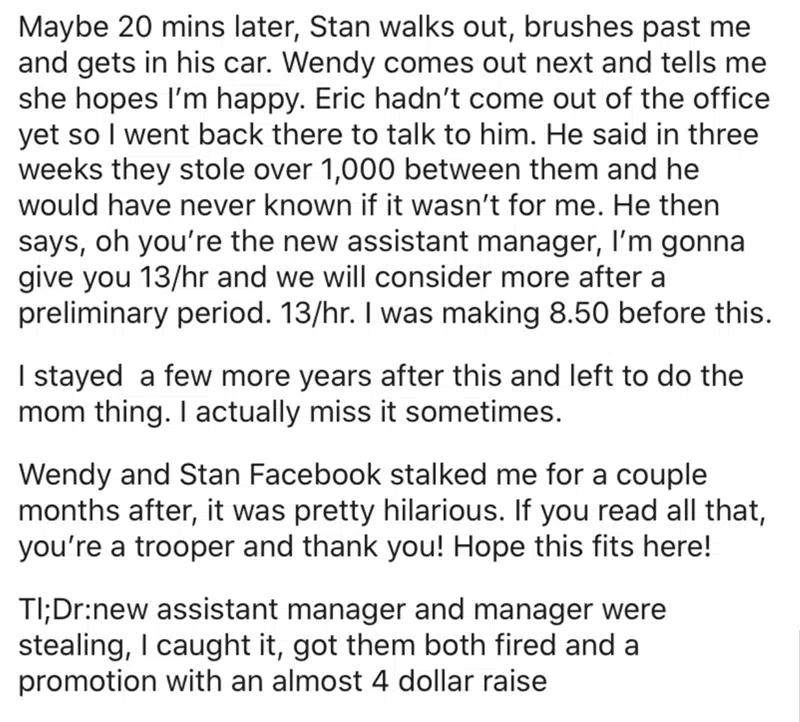 Maybe 20 mins later, Stan walks out, brushes past me
and gets in his car. Wendy comes out next and tells me
she hopes I’m happy. Eric hadn’t come out of the office
yet so I went back there to talk to him. He said in three
weeks they stole over 1,000 between them and he
would have never known if it wasn’t for me. He then
says, oh you’re the new assistant manager, I’m gonna
give you 13/hr and we will consider more after a
preliminary period. 13/hr. I was making 8.50 before this.
I stayed  a few more years after this and left to do the
mom thing. I actually miss it sometimes.
Wendy and Stan Facebook stalked me for a couple
months after, it was pretty hilarious. If you read all that,
you’re a trooper and thank you! Hope this fits here!
Tl;Dr:new assistant manager and manager were
stealing, I caught it, got them both fired and a
promotion with an almost 4 dollar raise